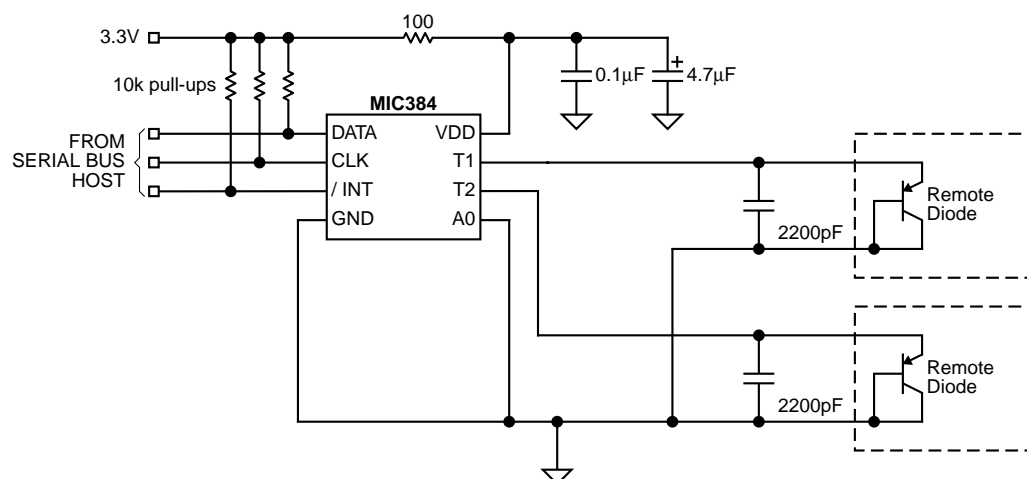 100
3.3V
0.1μF
4.7μF
+
10k pull-ups
MIC384
FROM
SERIAL BUS
HOST
DATA
CLK
/ INT
GND
VDD
T1
T2
A0
2200pF
Remote
Diode
2200pF
Remote
Diode